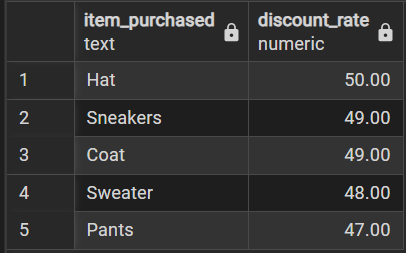 item_purchased discount_rate
text numeric
1 Hat 50.00
2 Sneakers 49.00
3 Coat 49.00
4 Sweater 48.00
5 Pants 47.00